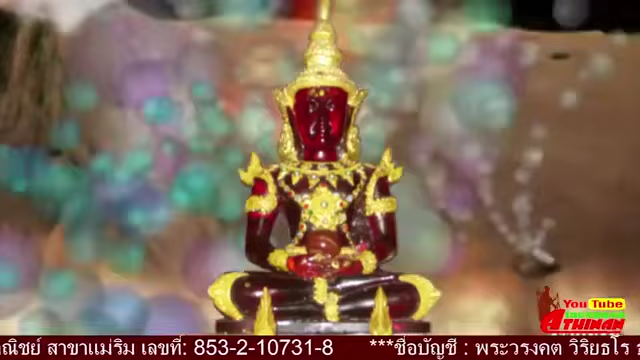 You Tube
ATHINAN
ณิชย์ สาขาแม่ริม เลขที่: 853-2-10731-8 ***ชื่อบัญชี : พระวรงคต วิริยธโร